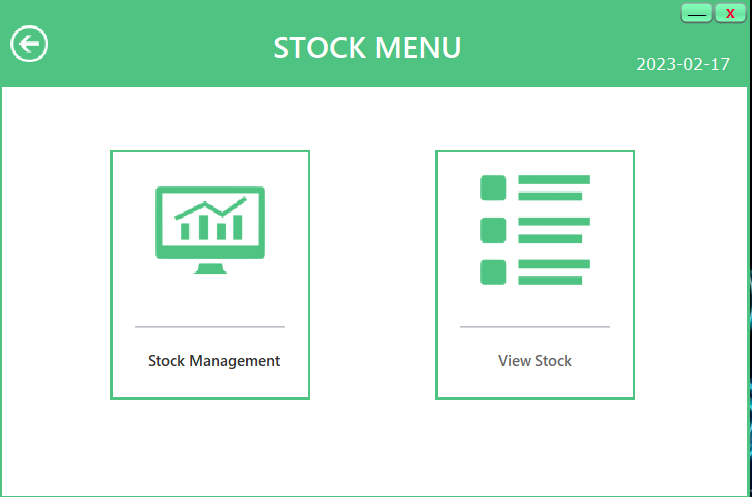 X
STOCK MENU
2023-02-17
Stock Management
View Stock